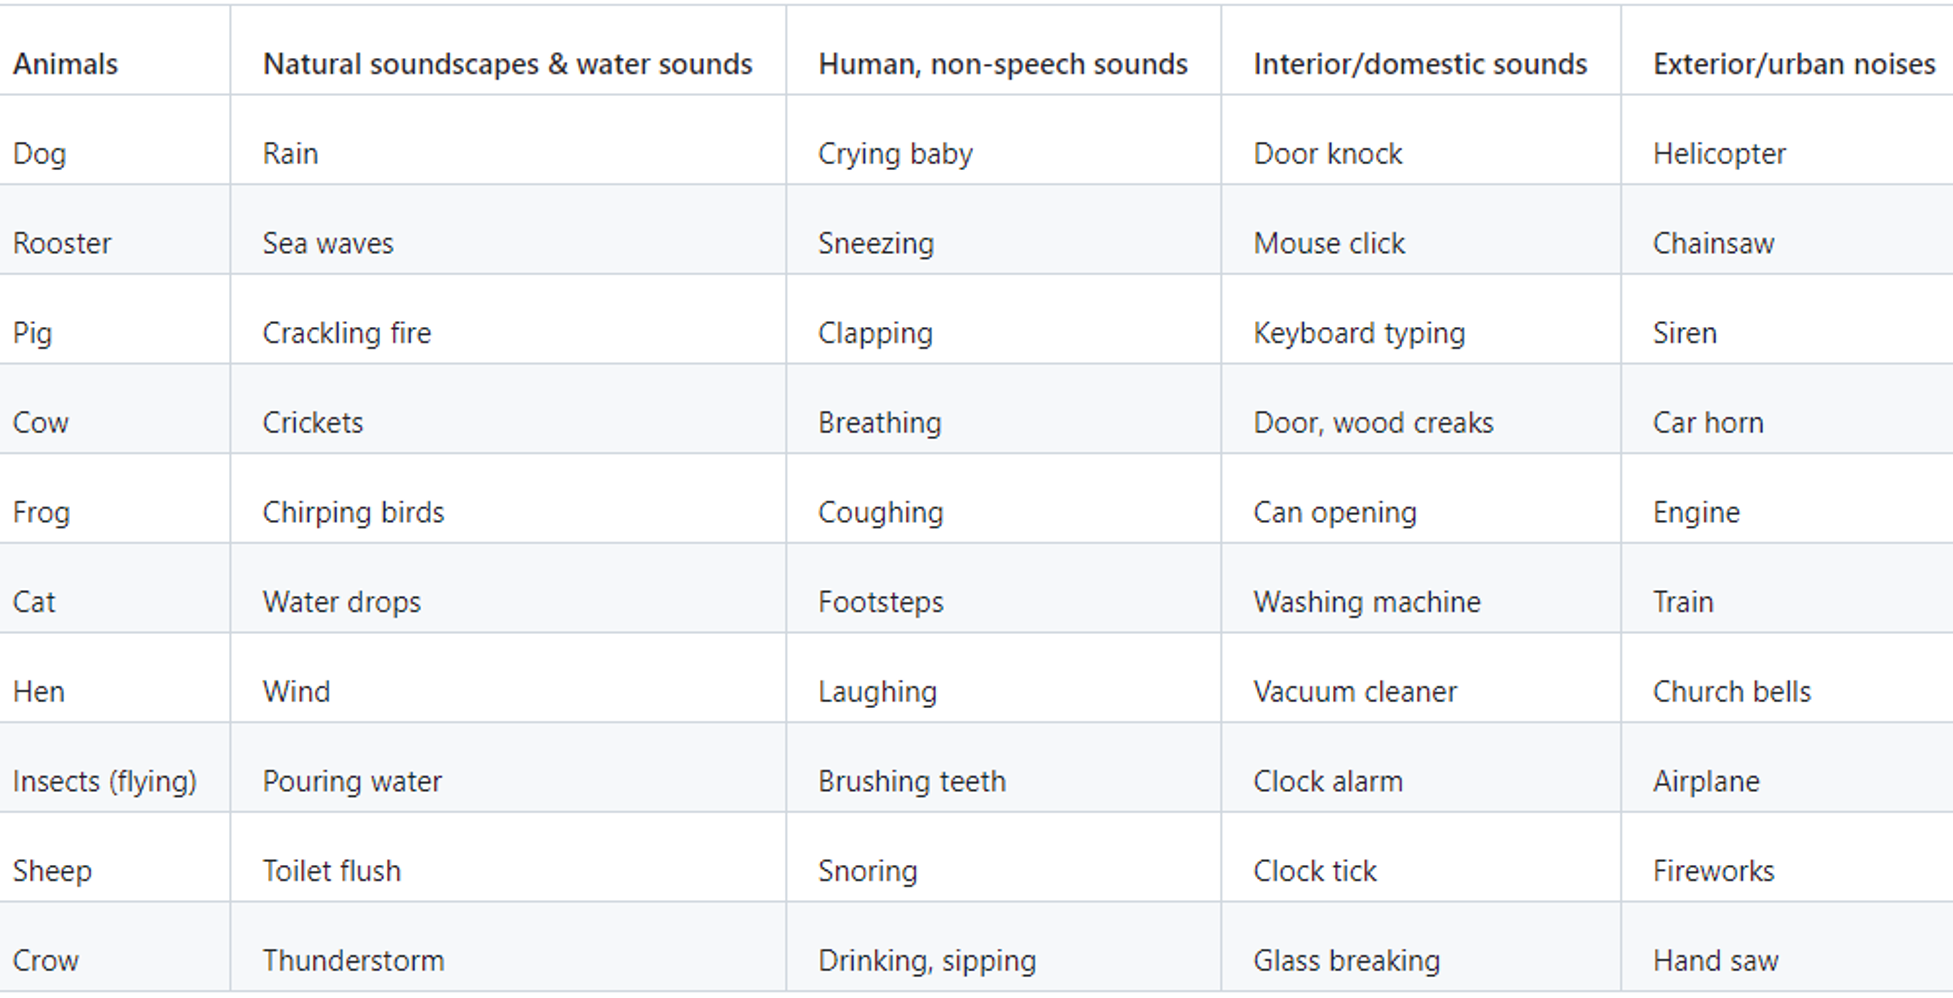 Animals Natural soundscapes & water sounds Human, non-speech sounds Interior/domestic sounds Exterior/urban noises
Dog Rain Crying baby Door knock Helicopter
Rooster Sea waves Sneezing Mouse click Chainsaw
Pig Crackling fire Clapping Keyboard typing Siren
Cow Crickets Breathing Door, wood creaks Car horn
Frog Chirping birds Coughing Can opening Engine
Cat Water drops Footsteps Washing machine Train
Hen Wind Laughing Vacuum cleaner Church bells
Insects (flying) Pouring water Brushing teeth Clock alarm Airplane
Sheep Toilet flush Snoring Clock tick Fireworks
Crow Thunderstorm Drinking, sipping Glass breaking Hand saw